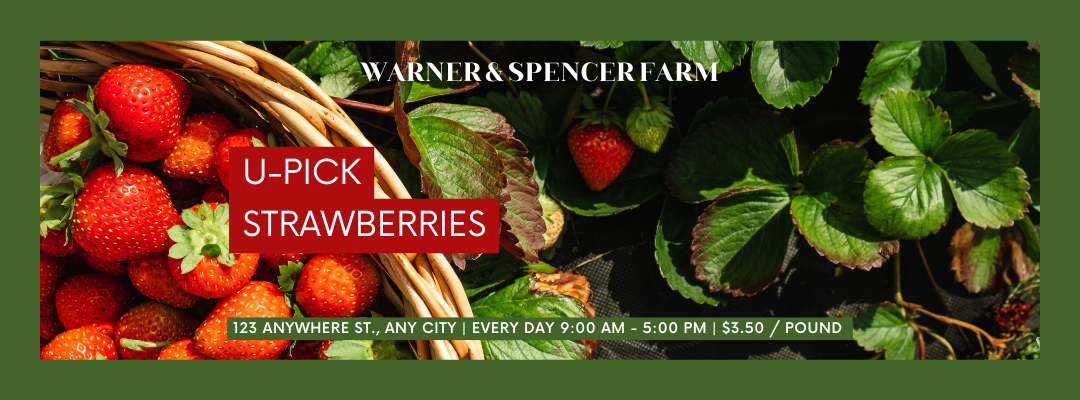 WARNER & SPENCER FARM
U-PICK
STRAWBERRIES
123 ANYWHERE ST., ANY CITY | EVERY DAY 9:00 AM - 5:00 PM | $3.50 / POUND